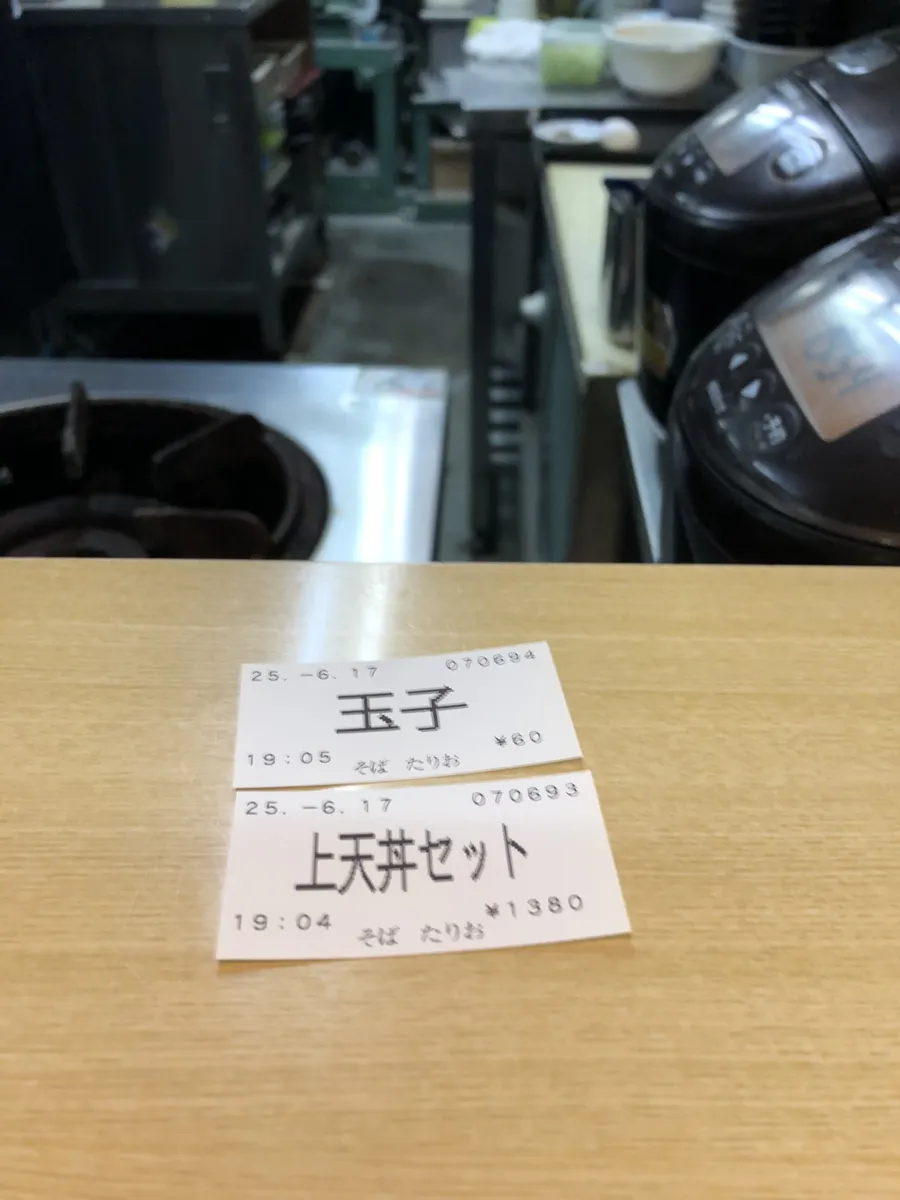 25. -6. 17 070694
玉子
¥60
19:05 そば たりお
25. -6. 17 070693
上天丼セット
¥1380
19:04 そば たりお